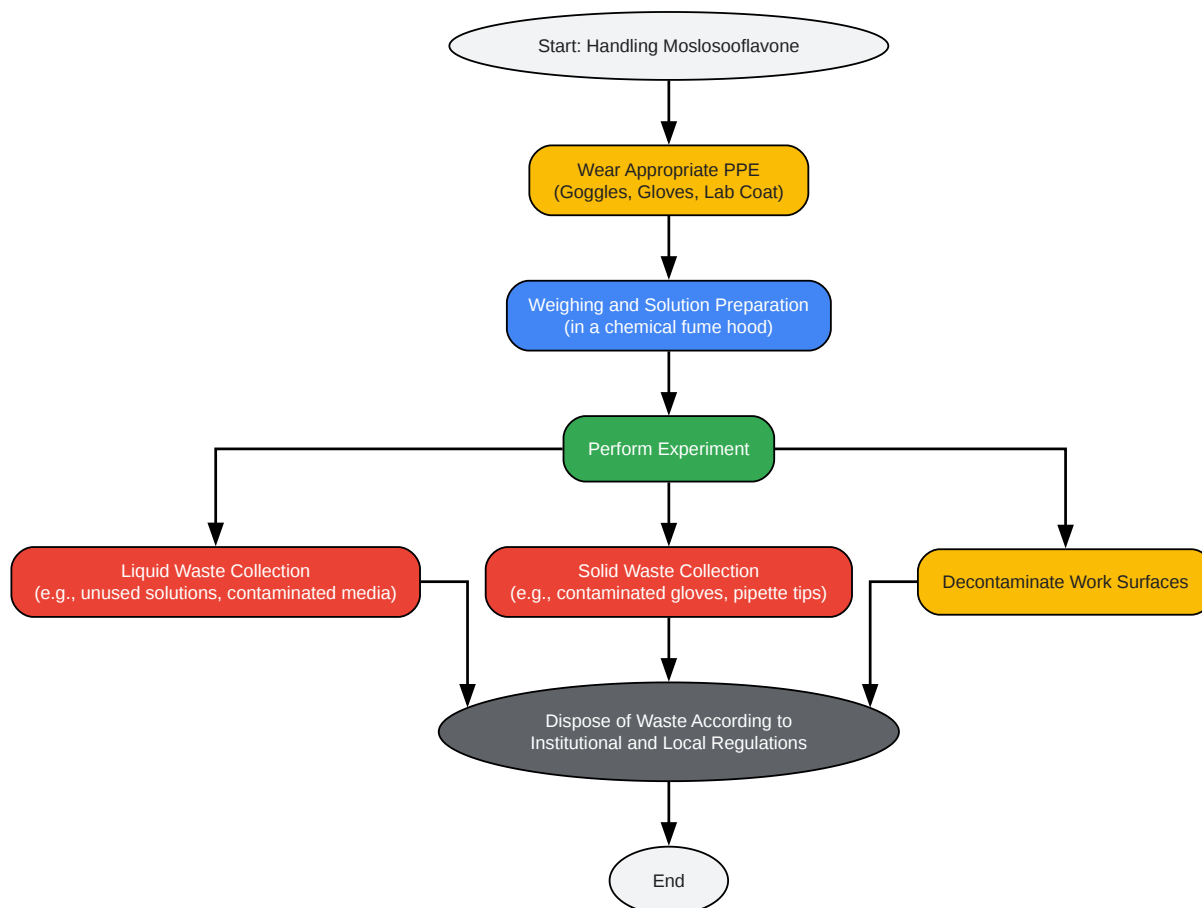 Start: Handling Moslosooflavone
Wear Appropriate PPE
(Goggles, Gloves, Lab Coat)
Weighing and Solution Preparation
(in a chemical fume hood)
Perform Experiment
Liquid Waste Collection
(e.g., unused solutions, contaminated media)
Solid Waste Collection
(e.g., contaminated gloves, pipette tips)
Decontaminate Work Surfaces
Dispose of Waste According to
Institutional and Local Regulations
End